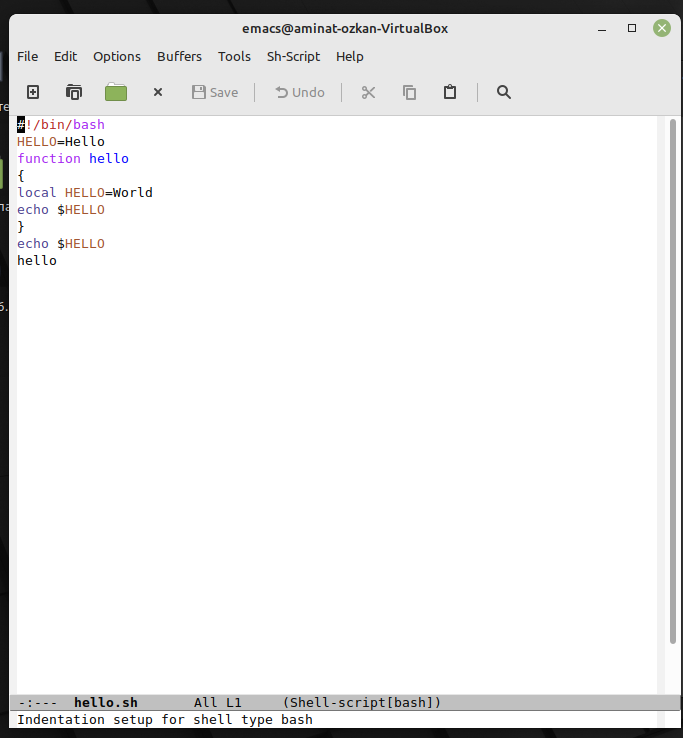 emacs@aminat-ozkan-VirtualBox
File Edit Options Buffers Tools Sh-Script Help
Save Undo
#!/bin/bash
HELLO=Hello
function hello
{
local HELLO=World
echo $HELLO
}
echo $HELLO
hello
-:--- hello.sh All L1 (Shell-script[bash])
Indentation setup for shell type bash